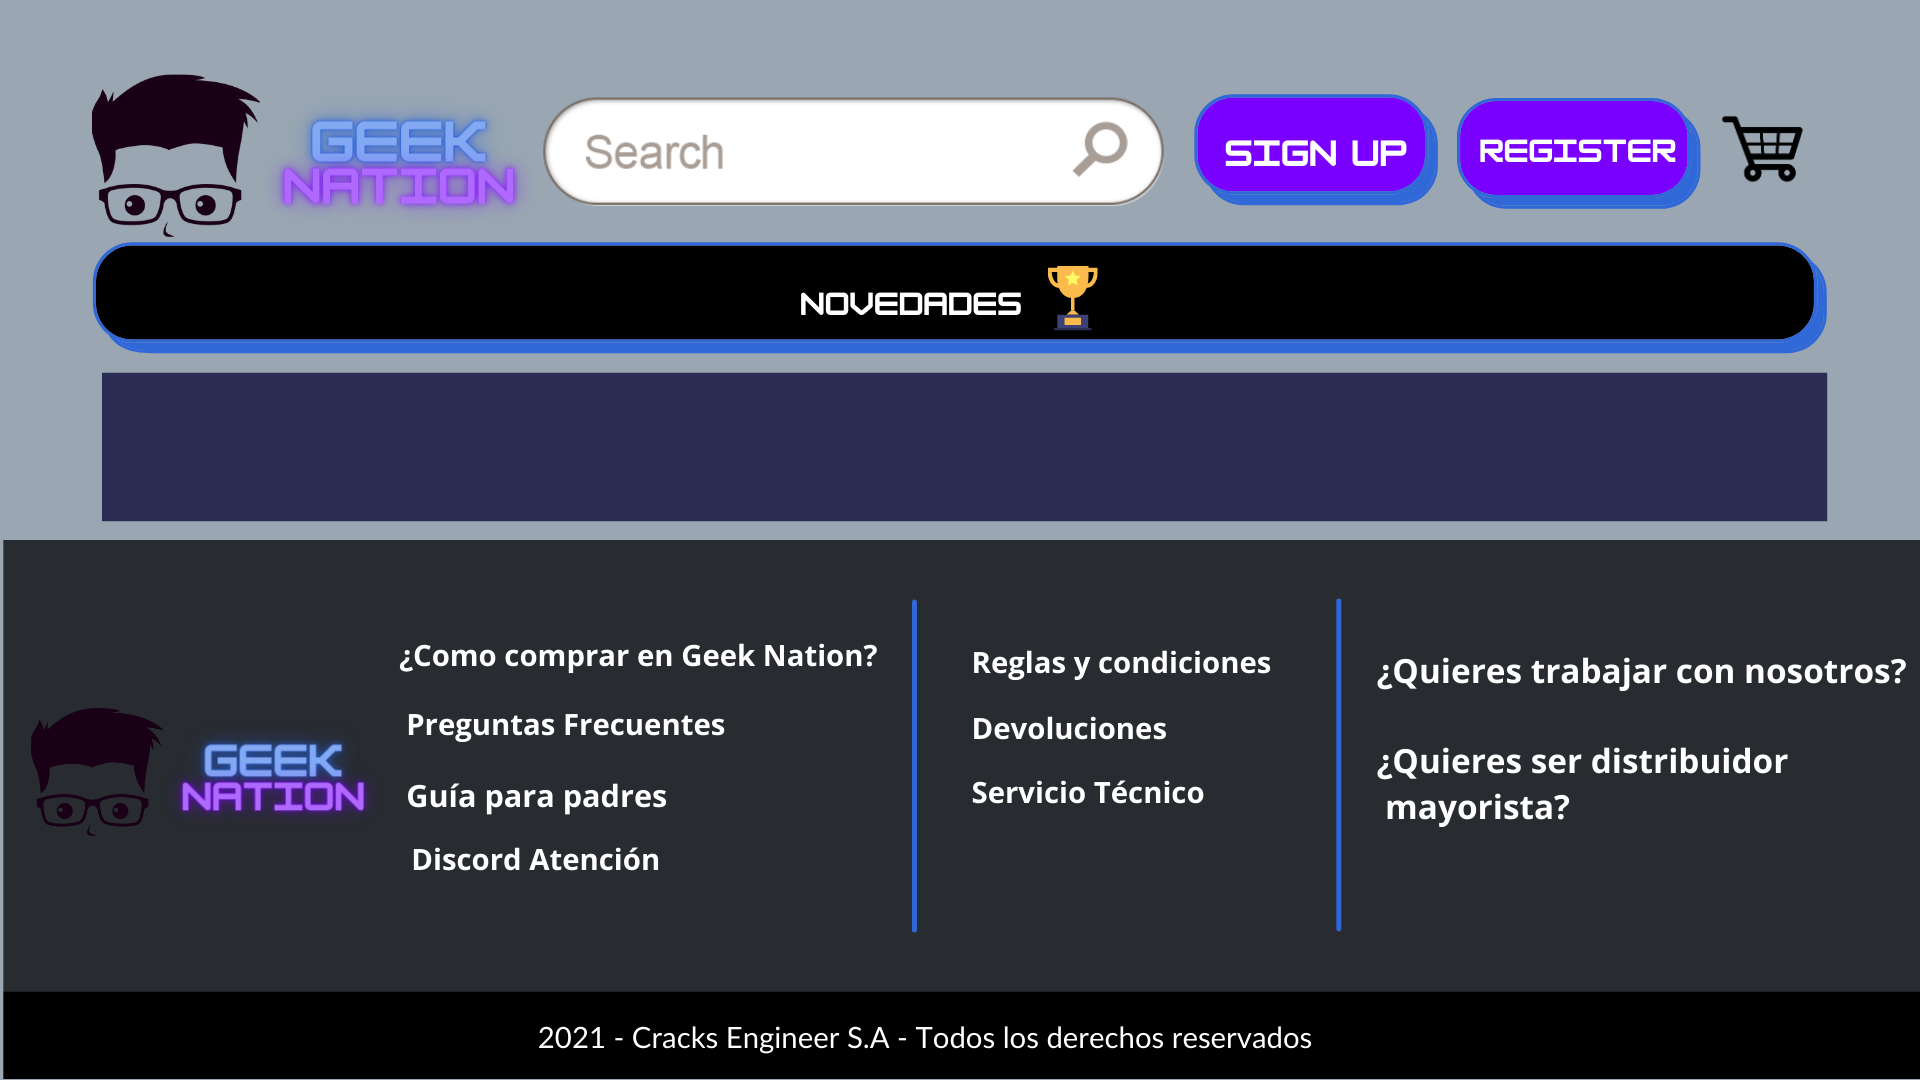 GEEK
NATION
Search
SIGN UP
REGISTER
NOVEDADES
GEEK
NATION
¿Como comprar en Geek Nation?
Preguntas Frecuentes
Guía para padres
Discord Atención
Reglas y condiciones
Devoluciones
Servicio Técnico
¿Quieres trabajar con nosotros?
¿Quieres ser distribuidor
mayorista?
2021 - Cracks Engineer S.A - Todos los derechos reservados